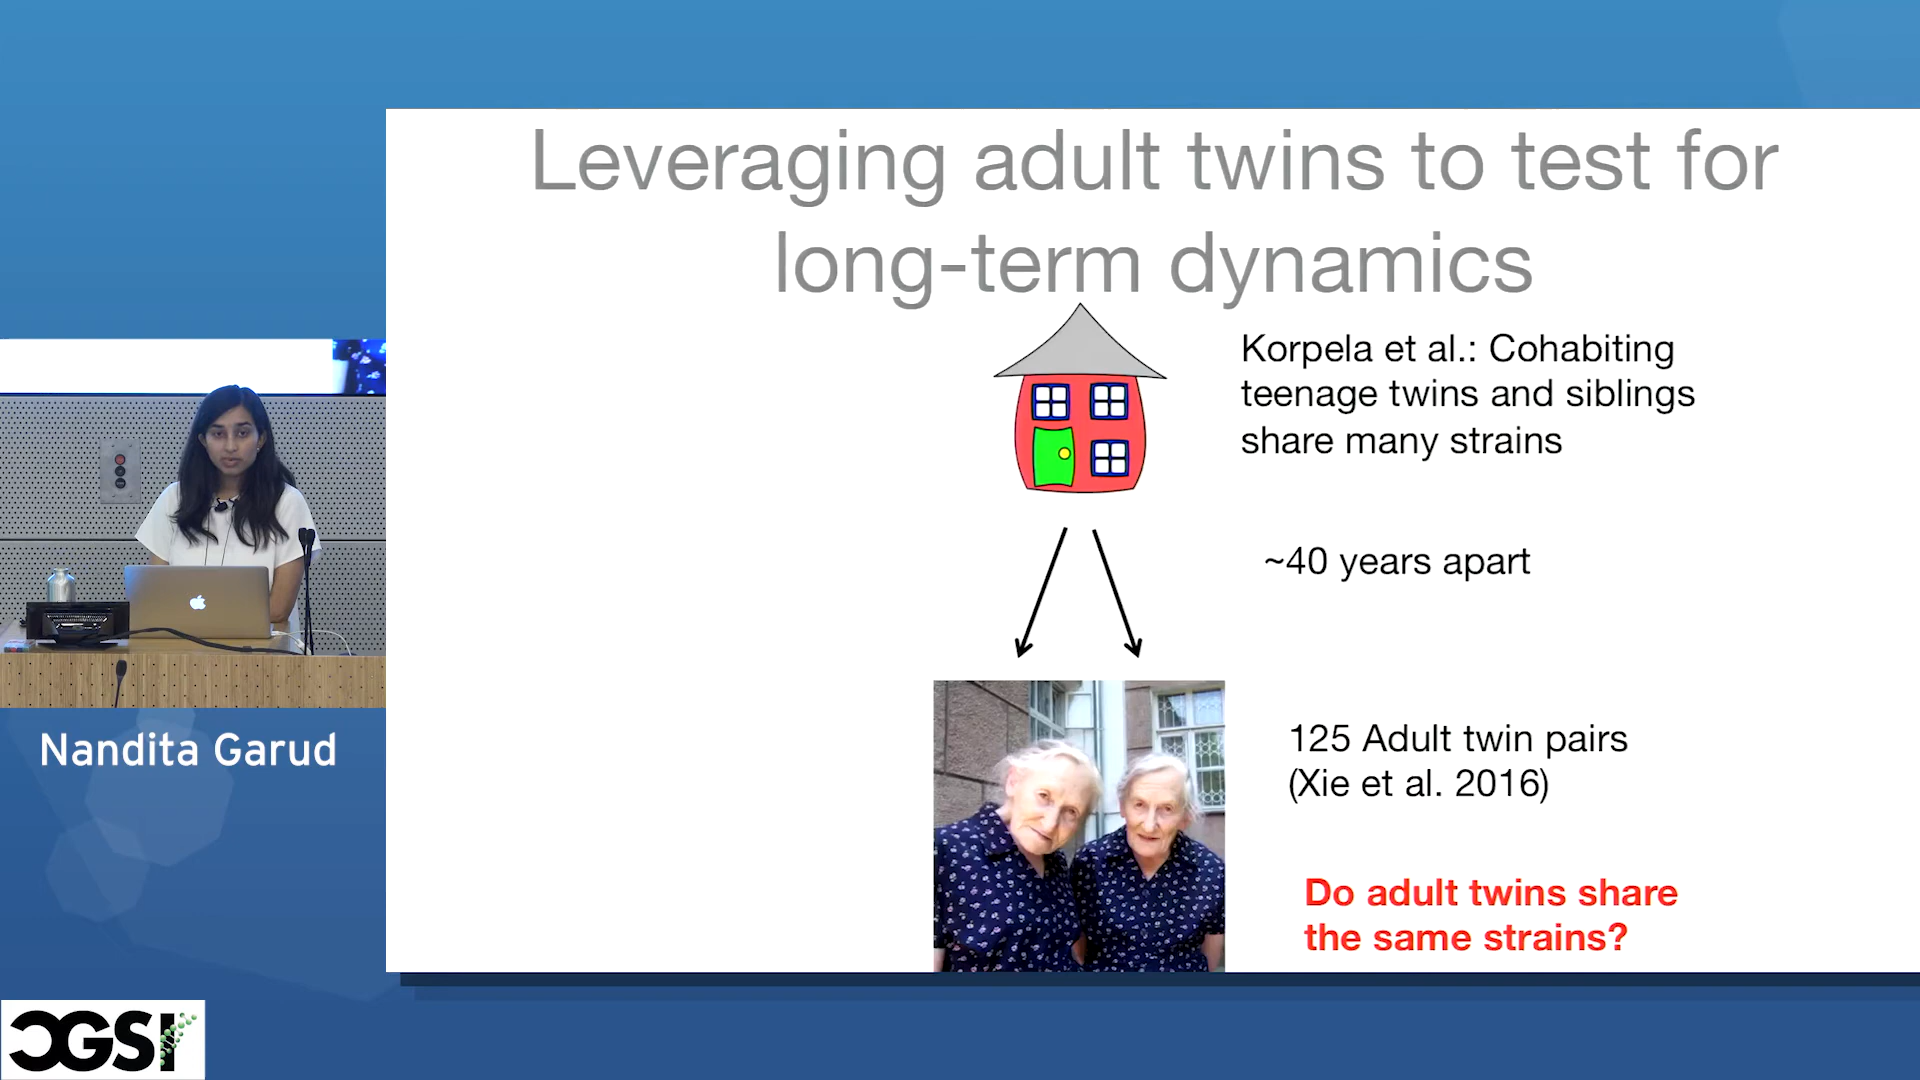 Leveraging adult twins to test for
long-term dynamics
Korpela et al.: Cohabiting
teenage twins and siblings
share many strains
~40 years apart
125 Adult twin pairs
(Xie et al. 2016)
Do adult twins share
the same strains?
Nandita Garud
CGSI